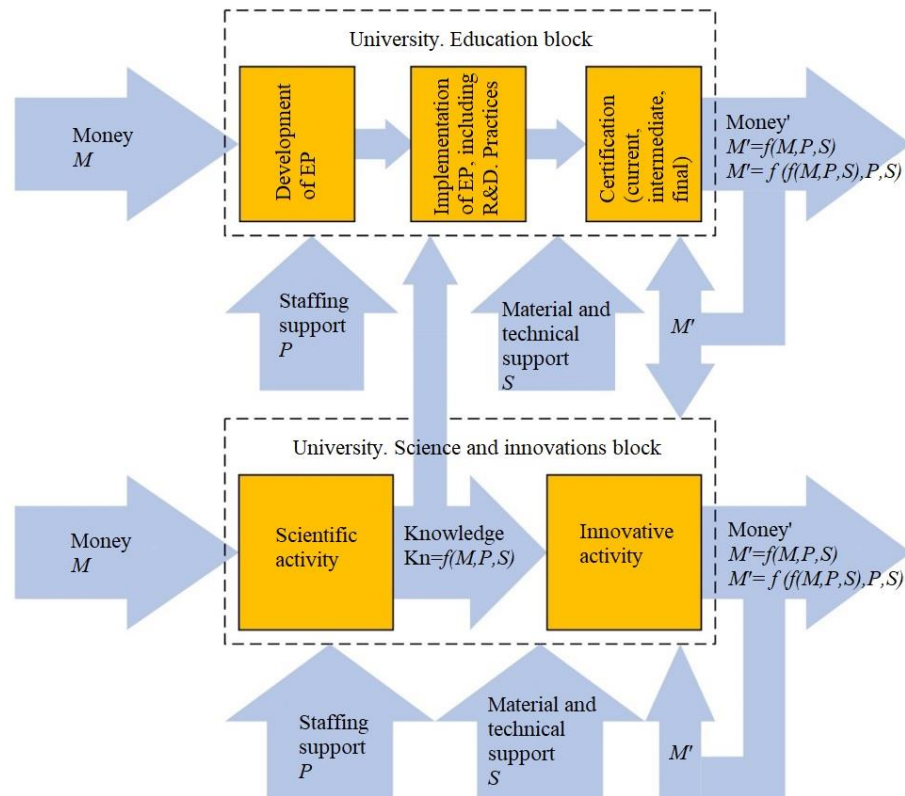 University. Education block
Money
M
Development
of EP
Implementation
of EP, including
R&D. Practices
Certification
(current,
intermediate,
final)
Money'
M'=f(M,P,S)
M'= f (f(M,P,S),P,S)
Staffing
support
P
Material and
technical
support
S
M'
University. Science and innovations block
Money
M
Scientific
activity
Knowledge
Kn=f(M,P,S)
Innovative
activity
Money'
M'=f(M,P,S)
M'= f (f(M,P,S),P,S)
Staffing
support
P
Material and
technical
support
S
M'